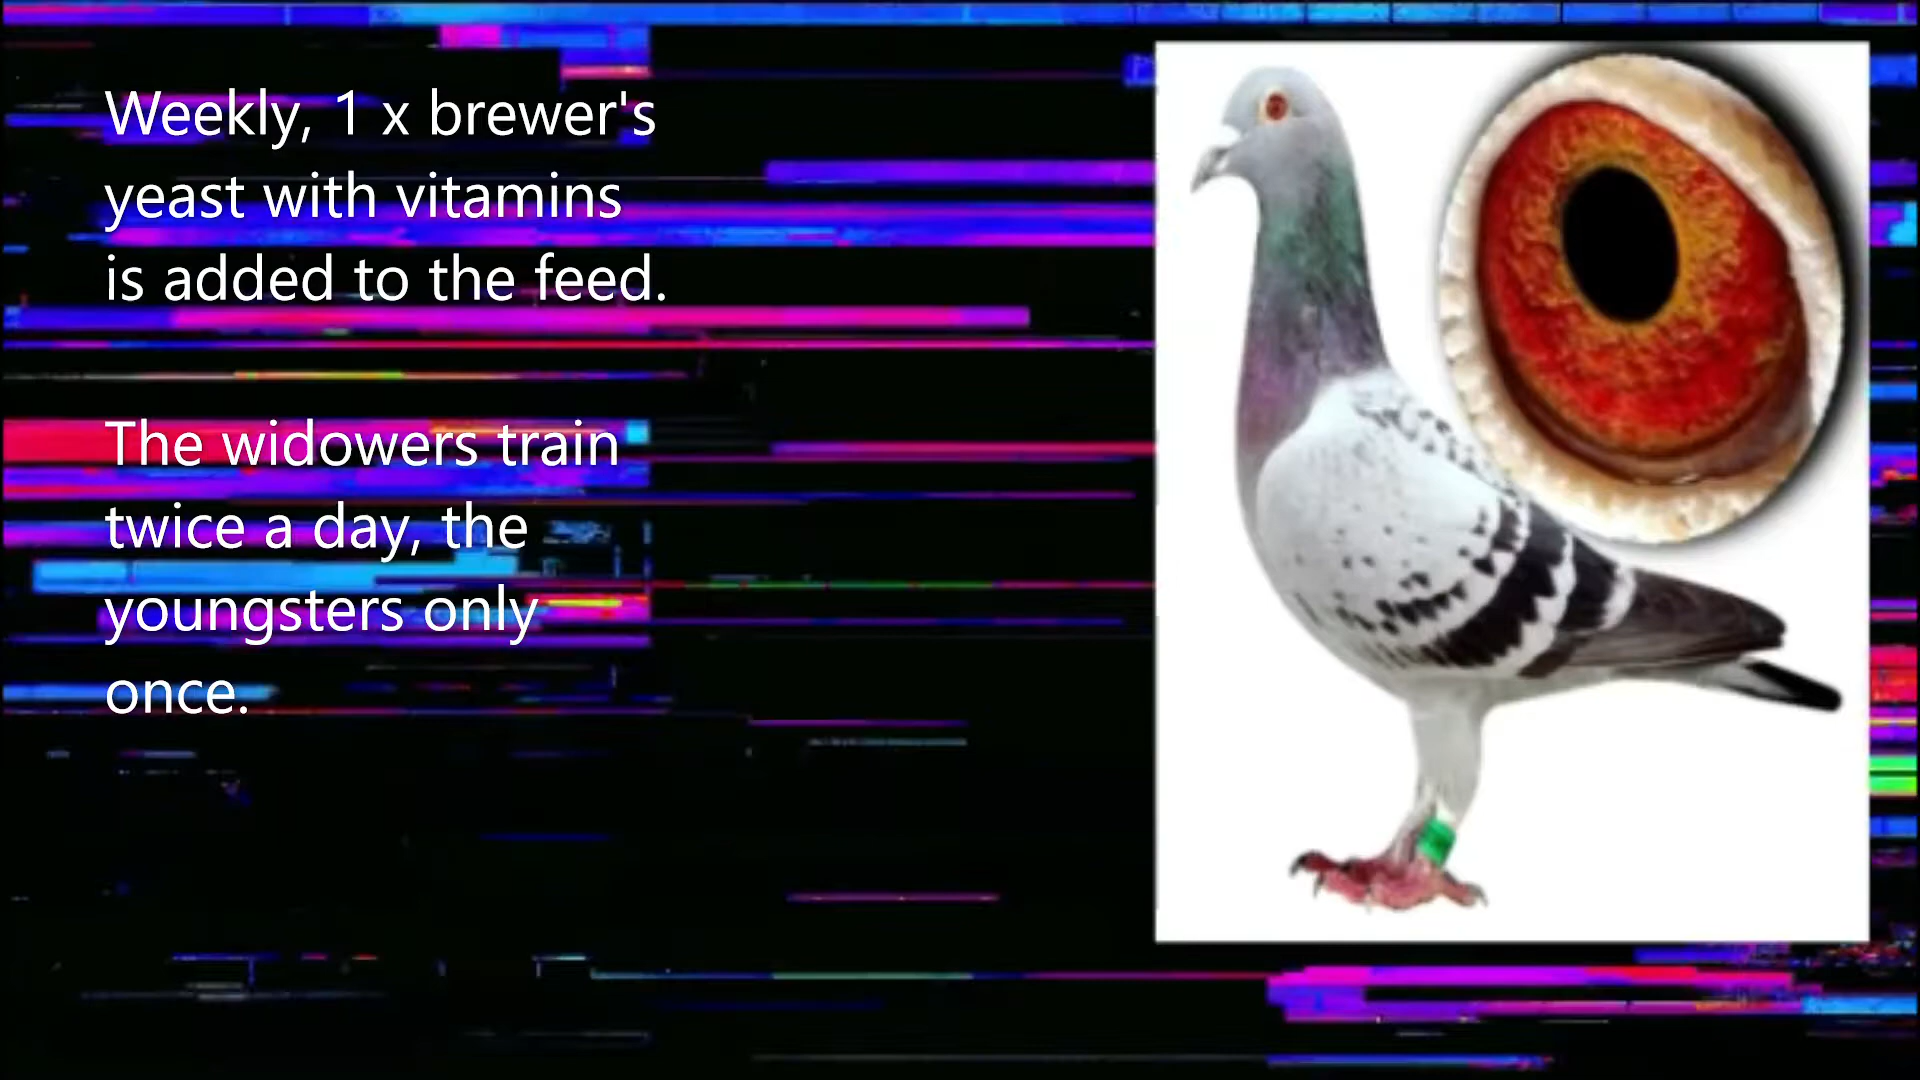 Weekly, 1 x brewer's
yeast with vitamins
is added to the feed.
The widowers train
twice a day, the
youngsters only
once.